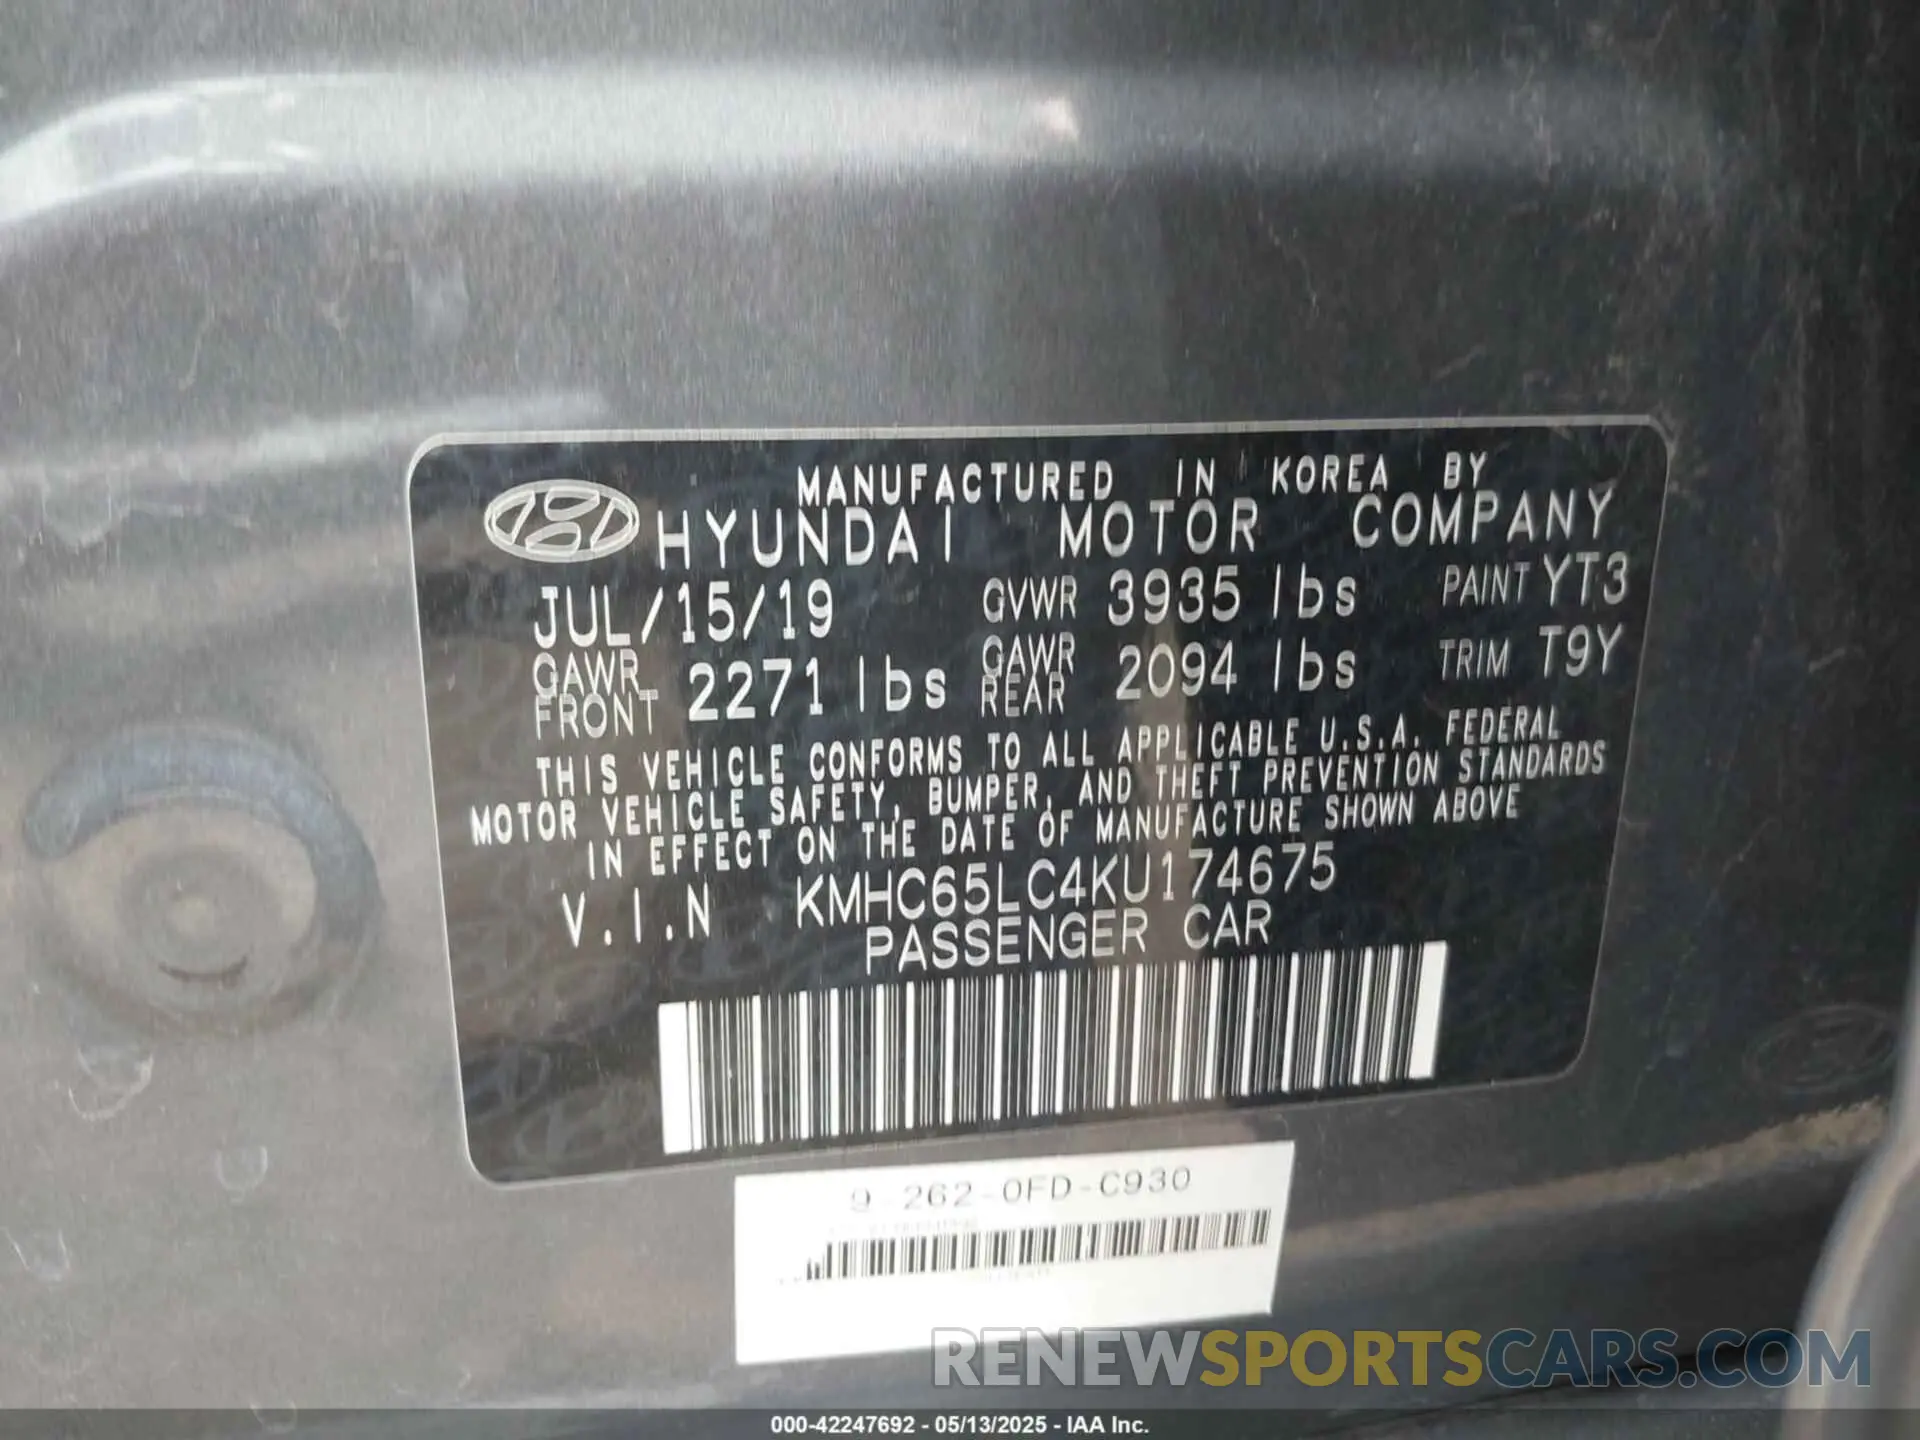 MANUFACTURED IN KOREA BY
HYUNDAI MOTOR COMPANY
JUL/15/19 GVWR 3935 lbs PAINT YT3
GAWR FRONT 2271 lbs GAWR REAR 2094 lbs TRIM T9Y
THIS VEHICLE CONFORMS TO ALL APPLICABLE U.S.A. FEDERAL
MOTOR VEHICLE SAFETY, BUMPER, AND THEFT PREVENTION STANDARDS
IN EFFECT ON THE DATE OF MANUFACTURE SHOWN ABOVE
V.I.N KMHC65LC4KU174675
PASSENGER CAR
9-262-0FD-C930
RENEWSPORTSCARS.COM
000-42247692 - 05/13/2025 - IAA Inc.